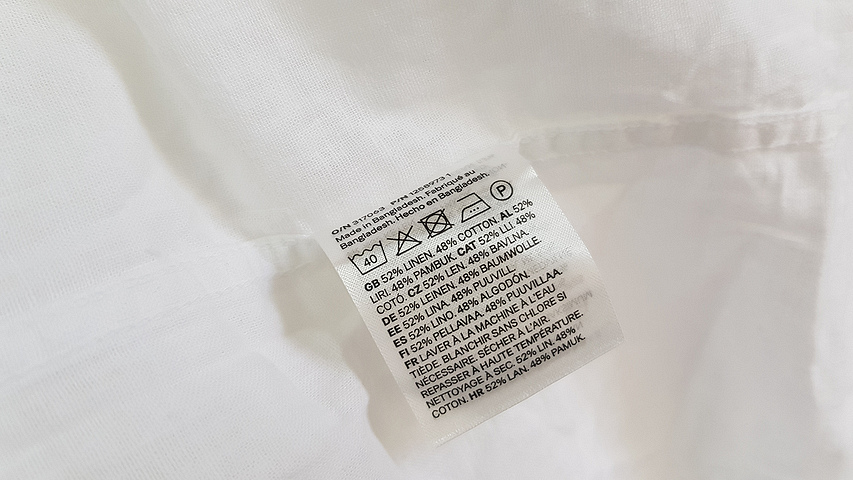 O/N 317063 P/N 1256973 1
Made in Bangladesh. Fabriqué au
Bangladesh. Hecho en Bangladesh.
40 P
GB 52% LINEN. 48% COTTON. AL 52%
LIRI. 48% PAMBUK. CAT 52% LLI. 48%
COTÓ. CZ 52% LEN. 48% BAVLNA.
DE 52% LEINEN. 48% BAUMWOLLE.
EE 52% LINA. 48% PUUVILL.
ES 52% LINO. 48% ALGODÓN.
FI 52% PELLAVAA. 48% PUUVILLAA.
FR LAVER À LA MACHINE À L'EAU
TIÈDE. BLANCHIR SANS CHLORE SI
NÉCESSAIRE. SÉCHER À L'AIR.
REPASSER À HAUTE TEMPÉRATURE.
NETTOYAGE À SEC. 52% LIN. 48%
COTON. HR 52% LAN. 48% PAMUK.